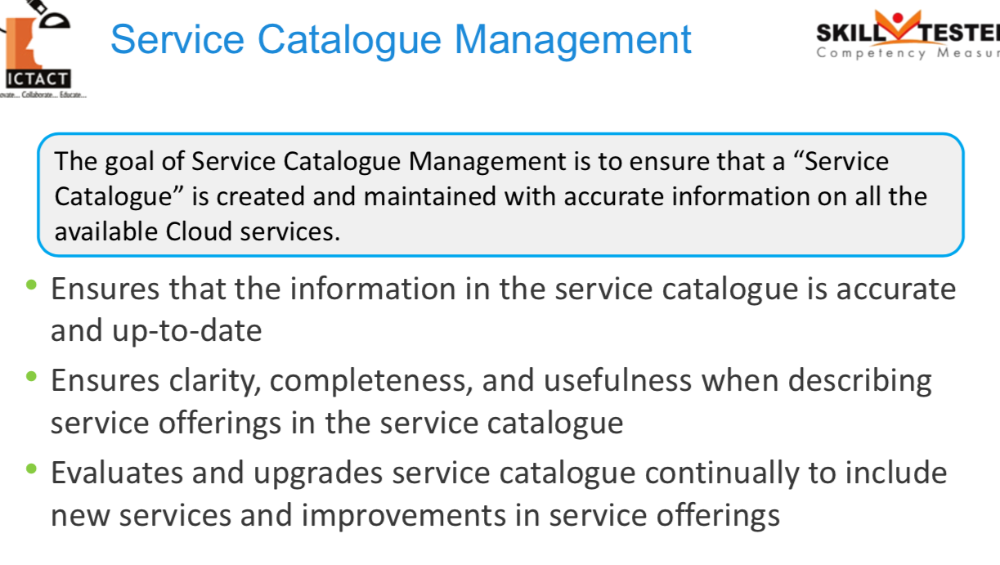 Service Catalogue Management
SKILL TESTER
Competency Measur
ICTACT
ovate... Collaborate... Educate...
The goal of Service Catalogue Management is to ensure that a “Service
Catalogue” is created and maintained with accurate information on all the
available Cloud services.
• Ensures that the information in the service catalogue is accurate
and up-to-date
• Ensures clarity, completeness, and usefulness when describing
service offerings in the service catalogue
• Evaluates and upgrades service catalogue continually to include
new services and improvements in service offerings